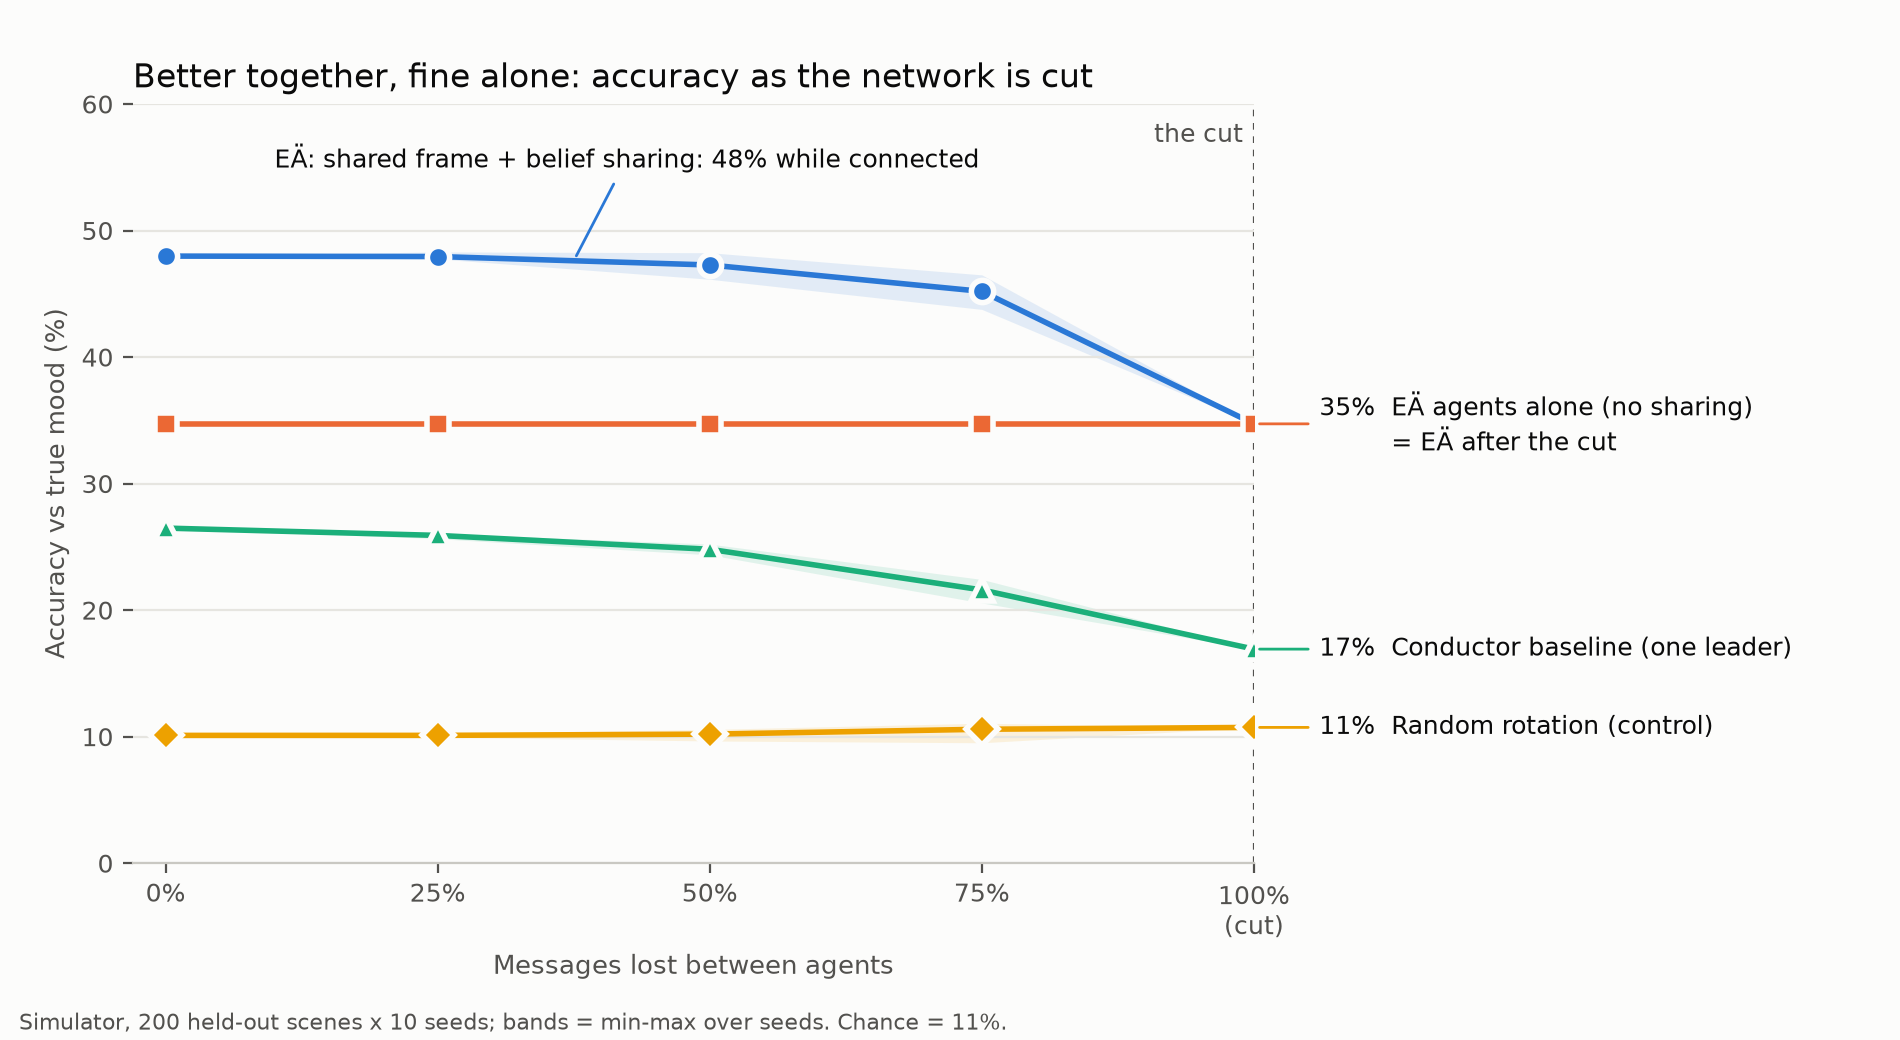 Better together, fine alone: accuracy as the network is cut
60
the cut
EÄ: shared frame + belief sharing: 48% while connected
50
40
35% EÄ agents alone (no sharing)
= EÄ after the cut
30
20
17% Conductor baseline (one leader)
11% Random rotation (control)
10
0
Accuracy vs true mood (%)
0% 25% 50% 75% 100%
(cut)
Messages lost between agents
Simulator, 200 held-out scenes x 10 seeds; bands = min-max over seeds. Chance = 11%.